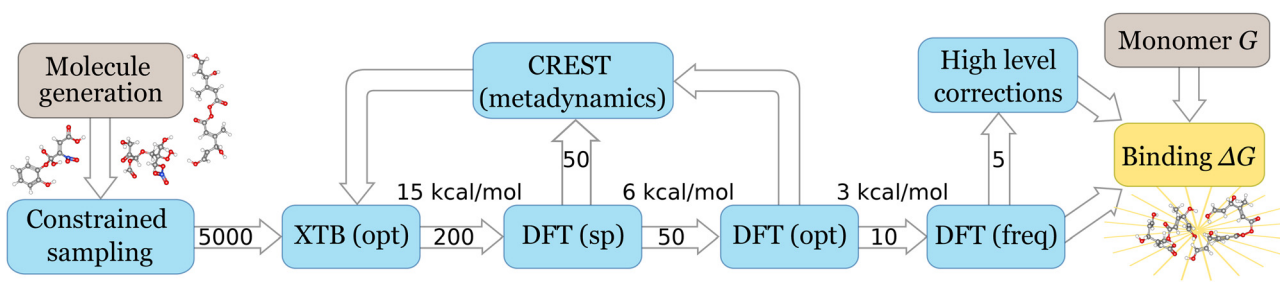 Molecule
generation
Constrained
sampling
5000
XTB (opt)
15 kcal/mol
200
CREST
(metadynamics)
50
DFT (sp)
6 kcal/mol
50
DFT (opt)
3 kcal/mol
10
DFT (freq)
5
High level
corrections
Monomer G
Binding ΔG